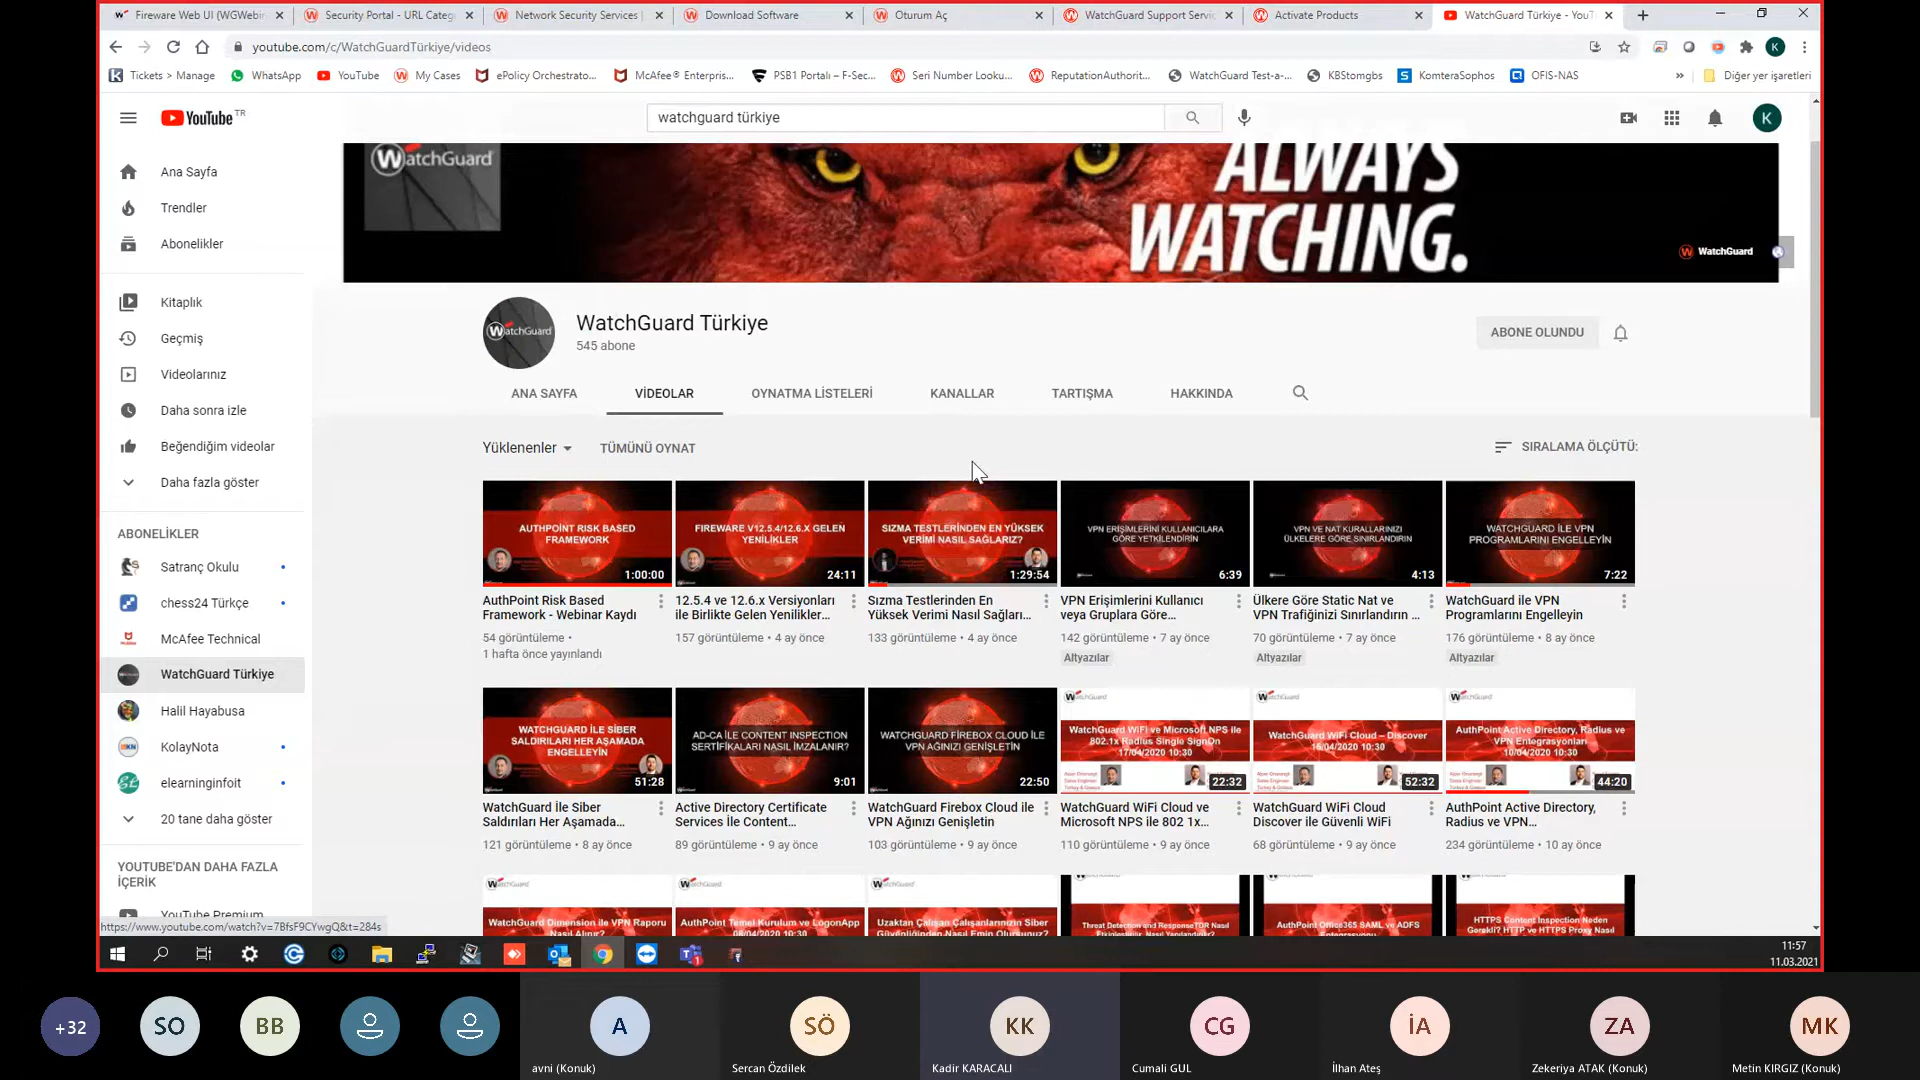 Fireware Web UI (WGWebin
Security Portal - URL Categ
Network Security Services |
Download Software
Oturum Aç
WatchGuard Support Servic
Activate Products
WatchGuard Türkiye - YouT
youtube.com/c/WatchGuardTürkiye/videos
Tickets > Manage
WhatsApp
YouTube
My Cases
ePolicy Orchestrato...
McAfee® Enterpris...
PSB1 Portalı – F-Sec...
Seri Number Looku...
ReputationAuthorit...
WatchGuard Test-a-...
KBStomgbs
KomteraSophos
OFIS-NAS
»
Diğer yer işaretleri
YouTube TR
watchguard türkiye
K
Ana Sayfa
Trendler
Abonelikler
Kitaplık
Geçmiş
Videolarınız
Daha sonra izle
Beğendiğim videolar
Daha fazla göster
ABONELİKLER
Satranç Okulu
chess24 Türkçe
McAfee Technical
WatchGuard Türkiye
Halil Hayabusa
KolayNota
elearninginfoit
20 tane daha göster
YOUTUBE'DAN DAHA FAZLA
İÇERİK
YouTube Premium
https://www.youtube.com/watch?v=7BfsF9CYwgQ&t=284s
WatchGuard
ALWAYS
WATCHING.
WatchGuard
WatchGuard
WatchGuard Türkiye
545 abone
ABONE OLUNDU
ANA SAYFA
VİDEOLAR
OYNATMA LİSTELERİ
KANALLAR
TARTIŞMA
HAKKINDA
Yüklenenler
TÜMÜNÜ OYNAT
SIRALAMA ÖLÇÜTÜ:
AUTHPOINT RISK BASED
FRAMEWORK
1:00:00
AuthPoint Risk Based
Framework - Webinar Kaydı
54 görüntüleme •
1 hafta önce yayınlandı
FIREWARE V12.5.4/12.6.X GELEN
YENİLİKLER
24:11
12.5.4 ve 12.6.x Versiyonları
ile Birlikte Gelen Yenilikler...
157 görüntüleme • 4 ay önce
SIZMA TESTLERİNDEN EN YÜKSEK
VERİMİ NASIL SAĞLARIZ?
1:29:54
Sızma Testlerinden En
Yüksek Verimi Nasıl Sağları...
133 görüntüleme • 4 ay önce
VPN ERİŞİMLERİNİ KULLANICILARA
GÖRE YETKİLENDİRİN
6:39
VPN Erişimlerini Kullanıcı
veya Gruplara Göre...
142 görüntüleme • 7 ay önce
Altyazılar
VPN VE NAT KURALLARINIZI
ÜLKELERE GÖRE SINIRLANDIRIN
4:13
Ülkere Göre Static Nat ve
VPN Trafiğinizi Sınırlandırın ...
70 görüntüleme • 7 ay önce
Altyazılar
WATCHGUARD İLE VPN
PROGRAMLARINI ENGELLEYİN
7:22
WatchGuard ile VPN
Programlarını Engelleyin
176 görüntüleme • 8 ay önce
Altyazılar
WATCHGUARD İLE SİBER
SALDIRILARI HER AŞAMADA
ENGELLEYİN
51:28
WatchGuard İle Siber
Saldırıları Her Aşamada...
121 görüntüleme • 8 ay önce
AD-CA İLE CONTENT INSPECTION
SERTİFİKALARI NASIL İMZALANIR?
9:01
Active Directory Certificate
Services İle Content...
89 görüntüleme • 9 ay önce
WATCHGUARD FIREBOX CLOUD İLE
VPN AĞINIZI GENİŞLETİN
22:50
WatchGuard Firebox Cloud ile
VPN Ağınızı Genişletin
103 görüntüleme • 9 ay önce
WatchGuard
WatchGuard WiFi ve Microsoft NPS ile
802.1x Radius Single SignOn
17/04/2020 10:30
22:32
WatchGuard WiFi Cloud ve
Microsoft NPS ile 802 1x...
110 görüntüleme • 9 ay önce
WatchGuard
WatchGuard WiFi Cloud – Discover
16/04/2020 10:30
52:32
WatchGuard WiFi Cloud
Discover ile Güvenli WiFi
68 görüntüleme • 9 ay önce
WatchGuard
AuthPoint Active Directory, Radius ve
VPN Entegrasyonları
10/04/2020 10:30
44:20
AuthPoint Active Directory,
Radius ve VPN...
234 görüntüleme • 10 ay önce
WatchGuard
WatchGuard Dimension ile VPN Raporu
Nasıl Alınır?
WatchGuard
AuthPoint Temel Kurulum ve LogonApp
08/04/2020 10:30
WatchGuard
Uzaktan Çalışan Çalışanlarınızın Siber
Güvenliğinden Nasıl Emin Olursunuz?
Threat Detection and Response TDR Nasıl
AuthPoint Office365 SAML ve ADFS
Entegrasyonu
HTTPS Content Inspection Neden
Gerekli? HTTP ve HTTPS Proxy Nasıl
11:57
11.03.2021
+32
SO
BB
A
avni (Konuk)
SÖ
Sercan Özdilek
KK
Kadir KARACALI
CG
Cumali GUL
İA
İlhan Ateş
ZA
Zekeriya ATAK (Konuk)
MK
Metin KIRGIZ (Konuk)